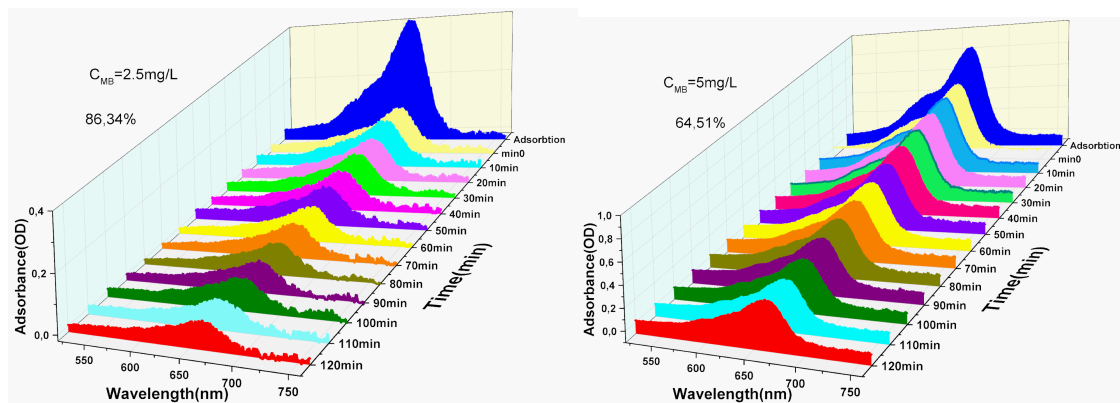 C_MB=2.5mg/L
86,34%
Adsorbtion
min0
10min
20min
30min
40min
50min
60min
70min
80min
90min
100min
110min
120min
Time(min)
0,4
0,2
0,0
Absorbance(OD)
550
600
650
700
750
Wavelength(nm)
C_MB=5mg/L
64,51%
Adsorbtion
min0
10min
20min
30min
40min
50min
60min
70min
80min
90min
100min
110min
120min
Time(min)
1,0
0,8
0,6
0,4
0,2
0,0
Absorbance(OD)
550
600
650
700
750
Wavelength(nm)